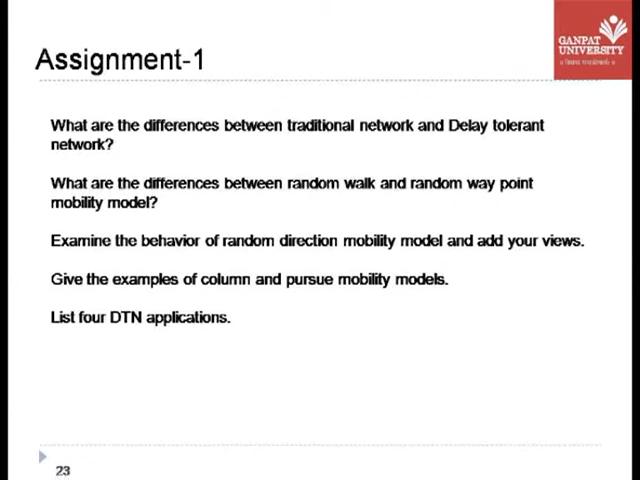 Assignment-1
GANPAT
UNIVERSITY
What are the differences between traditional network and Delay tolerant
network?
What are the differences between random walk and random way point
mobility model?
Examine the behavior of random direction mobility model and add your views.
Give the examples of column and pursue mobility models.
List four DTN applications.
23